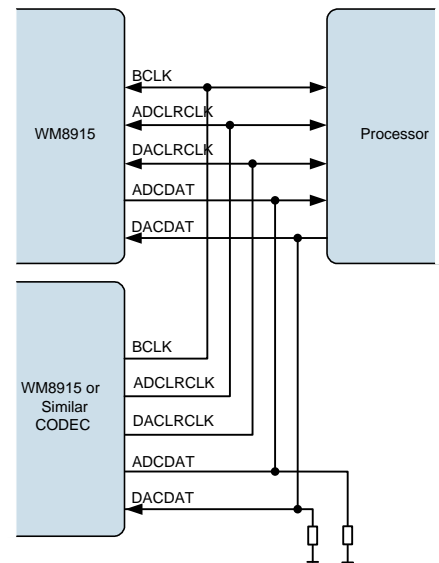 BCLK
ADCLRCLK
WM8915
Processor
DACLRCLK
ADCDAT
DACDAT
BCLK
WM8915 or
Similar
CODEC
ADCLRCLK
DACLRCLK
ADCDAT
DACDAT